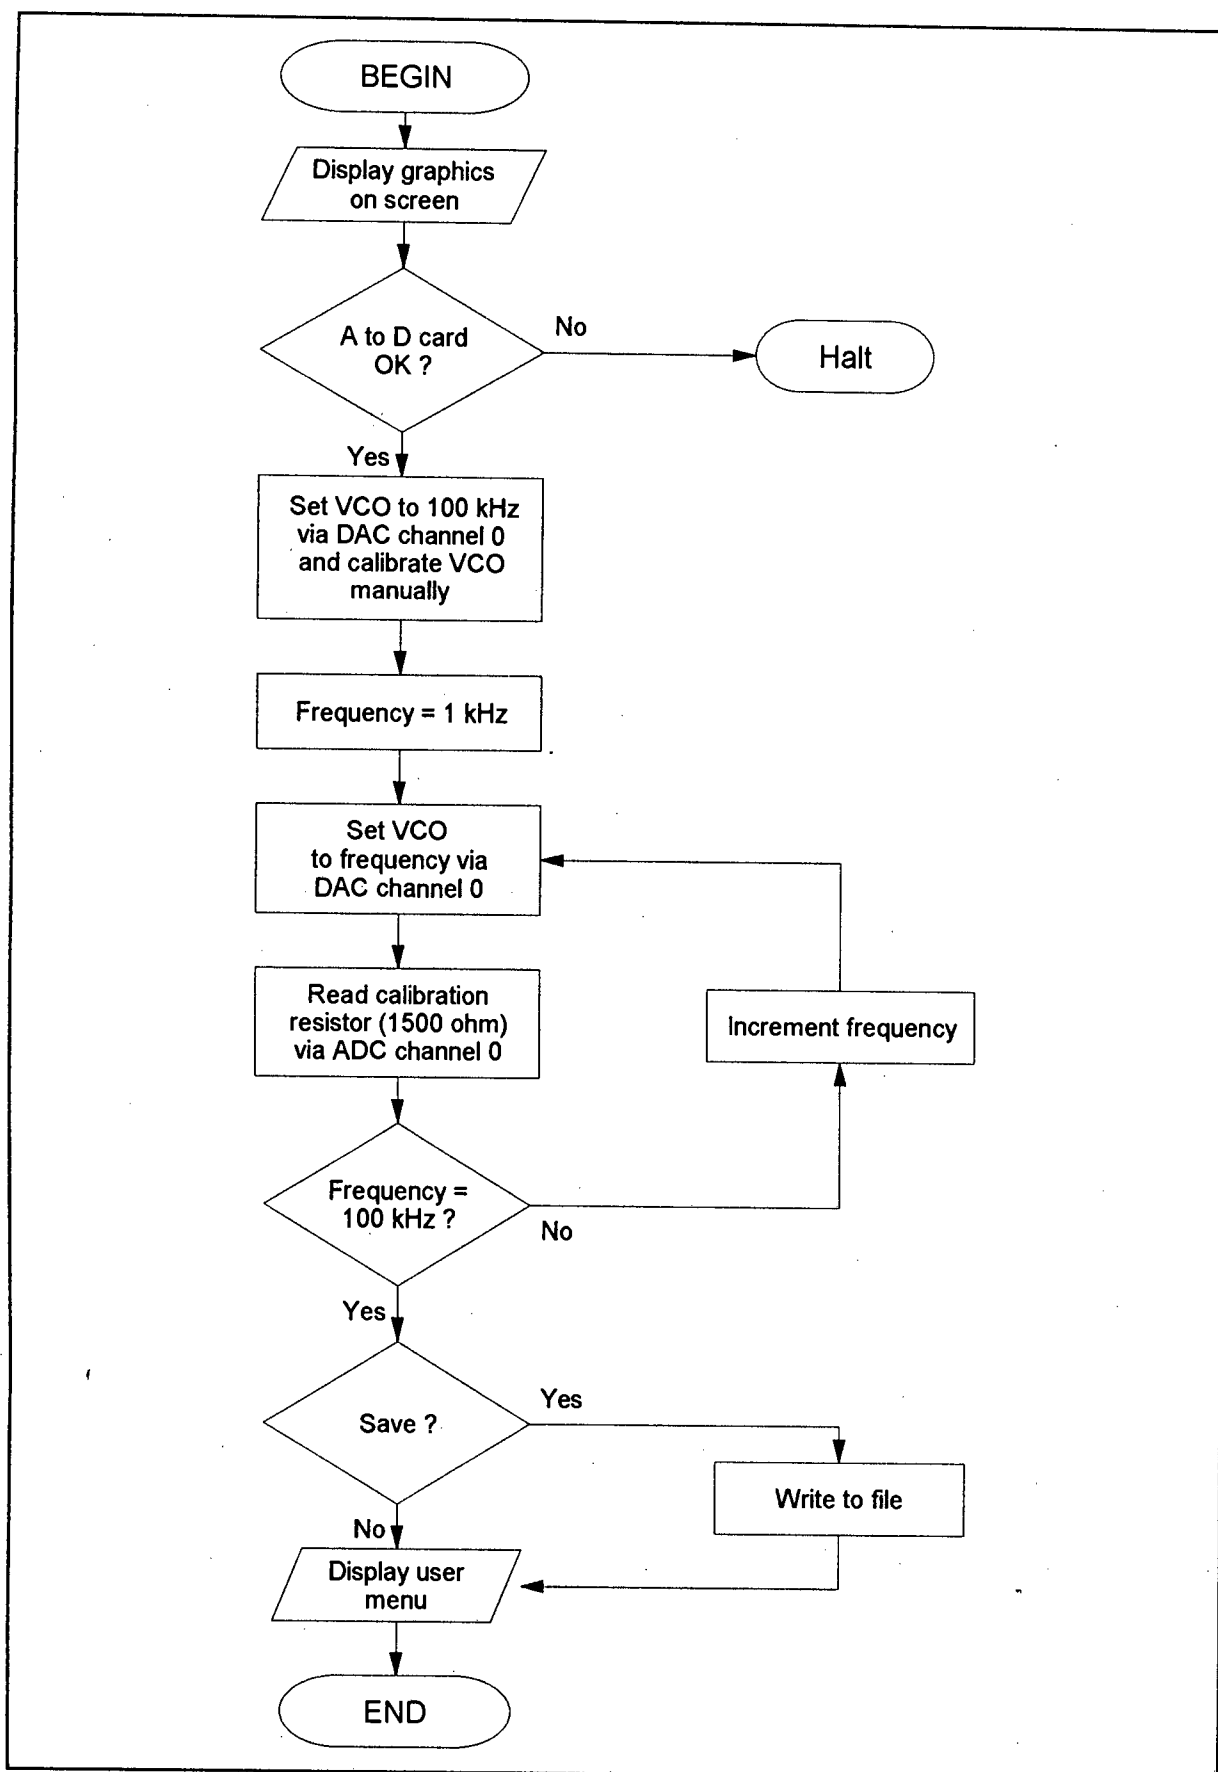 BEGIN
Display graphics
on screen
A to D card
OK ?
No
Halt
Yes
Set VCO to 100 kHz
via DAC channel 0
and calibrate VCO
manually
Frequency = 1 kHz
Set VCO
to frequency via
DAC channel 0
Read calibration
resistor (1500 ohm)
via ADC channel 0
Increment frequency
Frequency =
100 kHz ?
No
Yes
Save ?
Yes
Write to file
No
Display user
menu
END